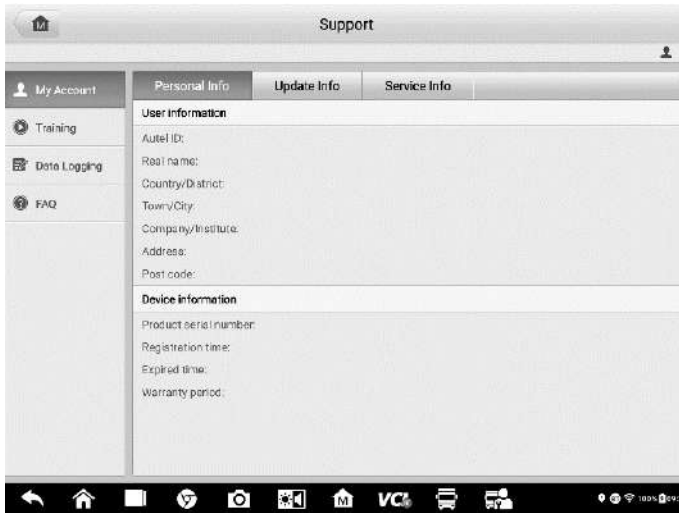 Support
My Account
Training
Data Logging
FAQ
Personal Info Update Info Service Info
User information
Autel ID:
Real name:
Country/District:
Town/City:
Company/Institute:
Address:
Post code:
Device information
Product serial number:
Registration time:
Expired time:
Warranty period:
M VCI
100%